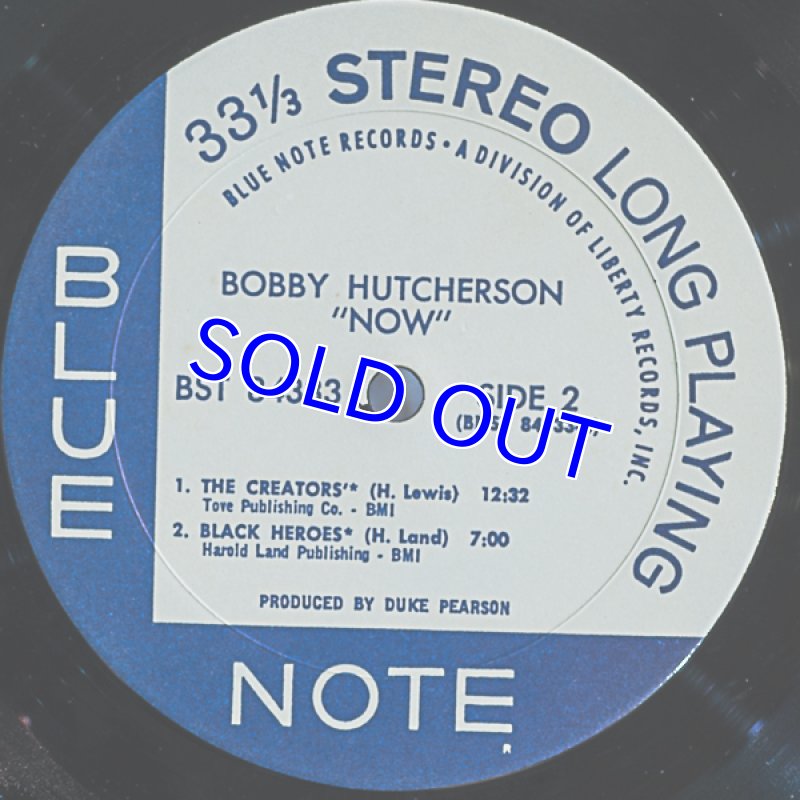 33⅓ STEREO LONG PLAYING
BLUE NOTE RECORDS • A DIVISION OF LIBERTY RECORDS, INC.
BOBBY HUTCHERSON
"NOW"
SOLD OUT
BST
SIDE 2
1. THE CREATORS'* (H. Lewis) 12:32
Tove Publishing Co. - BMI
2. BLACK HEROES* (H. Land) 7:00
Harold Land Publishing - BMI
PRODUCED BY DUKE PEARSON
BLUE
NOTE
R